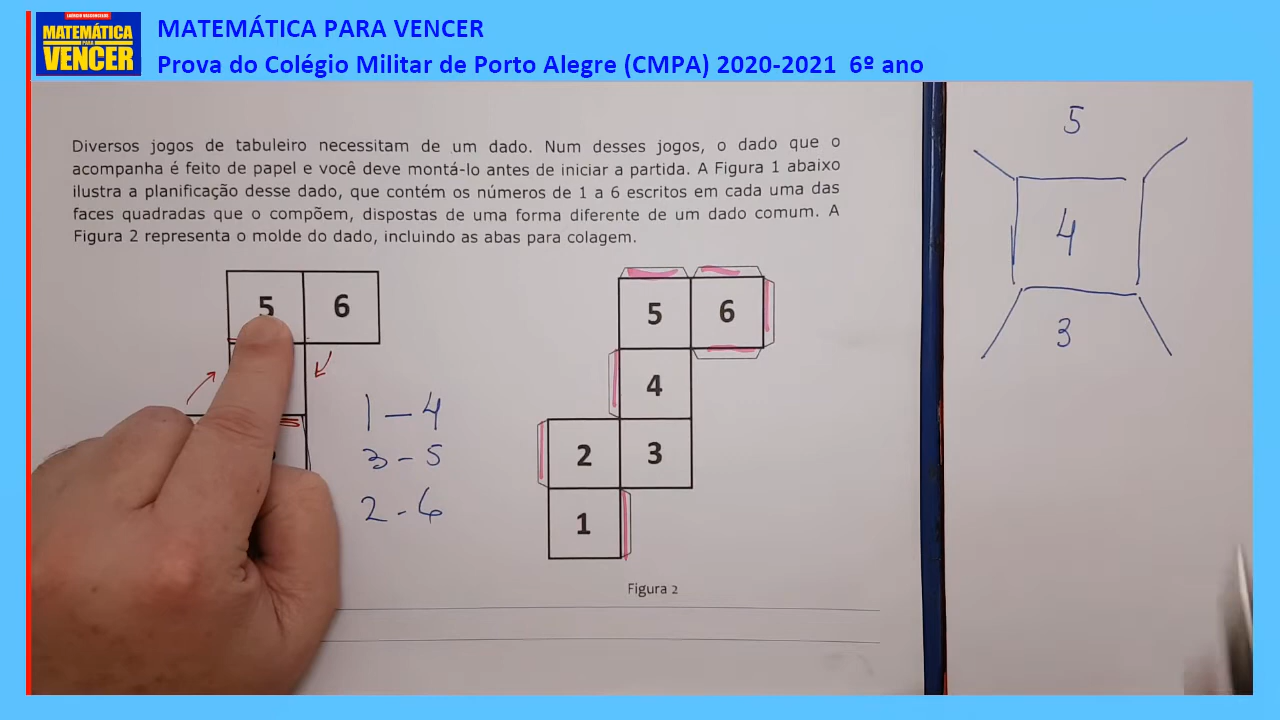 LAÉRCIO VASCONCELOS
MATEMÁTICA
PARA
VENCER
MATEMÁTICA PARA VENCER
Prova do Colégio Militar de Porto Alegre (CMPA) 2020-2021 6º ano
Diversos jogos de tabuleiro necessitam de um dado. Num desses jogos, o dado que o
acompanha é feito de papel e você deve montá-lo antes de iniciar a partida. A Figura 1 abaixo
ilustra a planificação desse dado, que contém os números de 1 a 6 escritos em cada uma das
faces quadradas que o compõem, dispostas de uma forma diferente de um dado comum. A
Figura 2 representa o molde do dado, incluindo as abas para colagem.
5 6
1 – 4
3 – 5
2 - 6
5 6
4
2 3
1
Figura 2
5
4
3